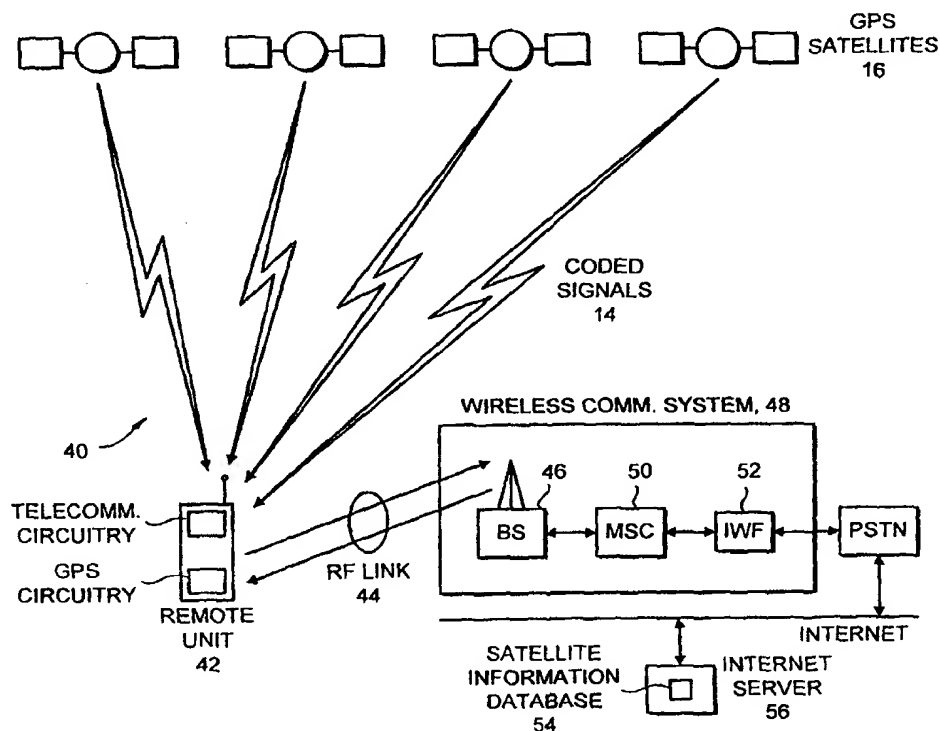 GPS
SATELLITES
16
CODED
SIGNALS
14
WIRELESS COMM. SYSTEM, 48
40
46
50
52
TELECOMM.
CIRCUITRY
BS
MSC
IWF
PSTN
GPS
CIRCUITRY
RF LINK
44
REMOTE
UNIT
42
INTERNET
SATELLITE
INFORMATION
DATABASE
54
INTERNET
SERVER
56